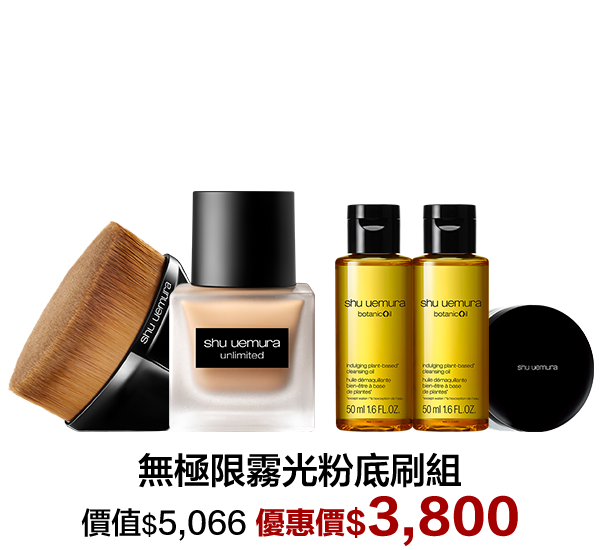 shu uemura
shu uemura
unlimited
shu uemura
botanicoil
indulging plant-based*
cleansing oil
huile démaquillante
bien-être à base
de plantes*
50 ml 1.6 FL.OZ.
shu uemura
botanicoil
indulging plant-based*
cleansing oil
huile démaquillante
bien-être à base
de plantes*
50 ml 1.6 FL.OZ.
shu uemura
無極限霧光粉底刷組
價值$5,066 優惠價$3,800